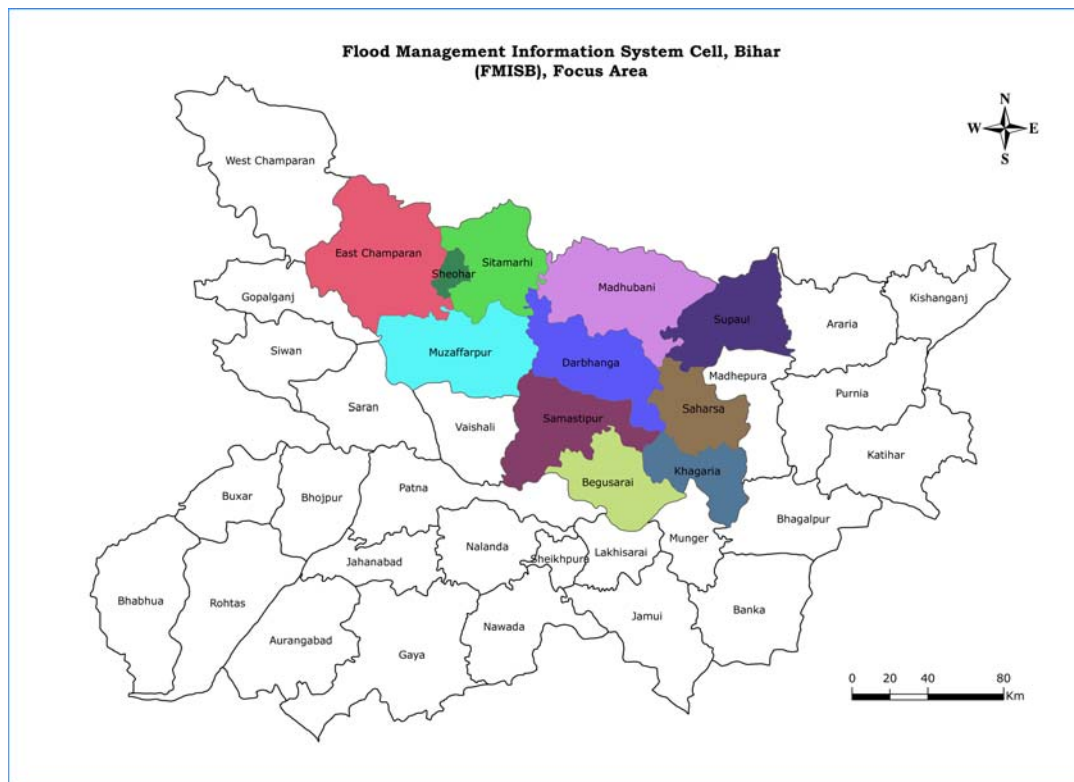 Flood Management Information System Cell, Bihar
(FMISB), Focus Area
N
W
E
S
West Champaran
East Champaran
Sheohar
Sitamarhi
Madhubani
Supaul
Araria
Kishanganj
Gopalganj
Siwan
Muzaffarpur
Darbhanga
Madhepura
Purnia
Saran
Vaishali
Samastipur
Saharsa
Katihar
Begusarai
Khagaria
Buxar
Bhojpur
Patna
Bhagalpur
Nalanda
Sheikhpura
Lakhisarai
Munger
Jahanabad
Bhabhua
Rohtas
Aurangabad
Gaya
Nawada
Jamui
Banka
0 20 40 80
Km